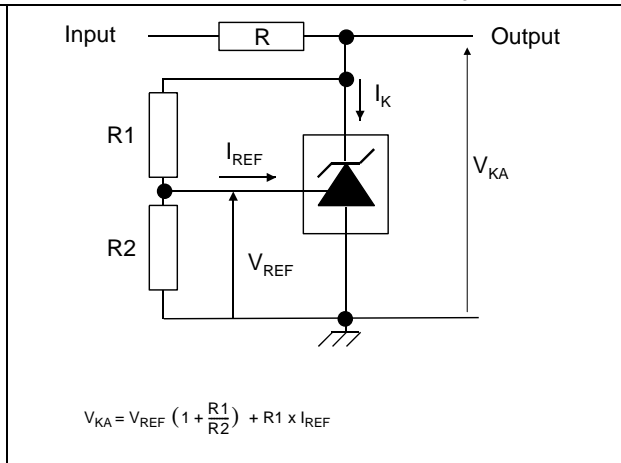 Input R Output
I_K
R1
I_REF
V_KA
R2
V_REF
V_KA = V_REF (1 + R1/R2) + R1 x I_REF